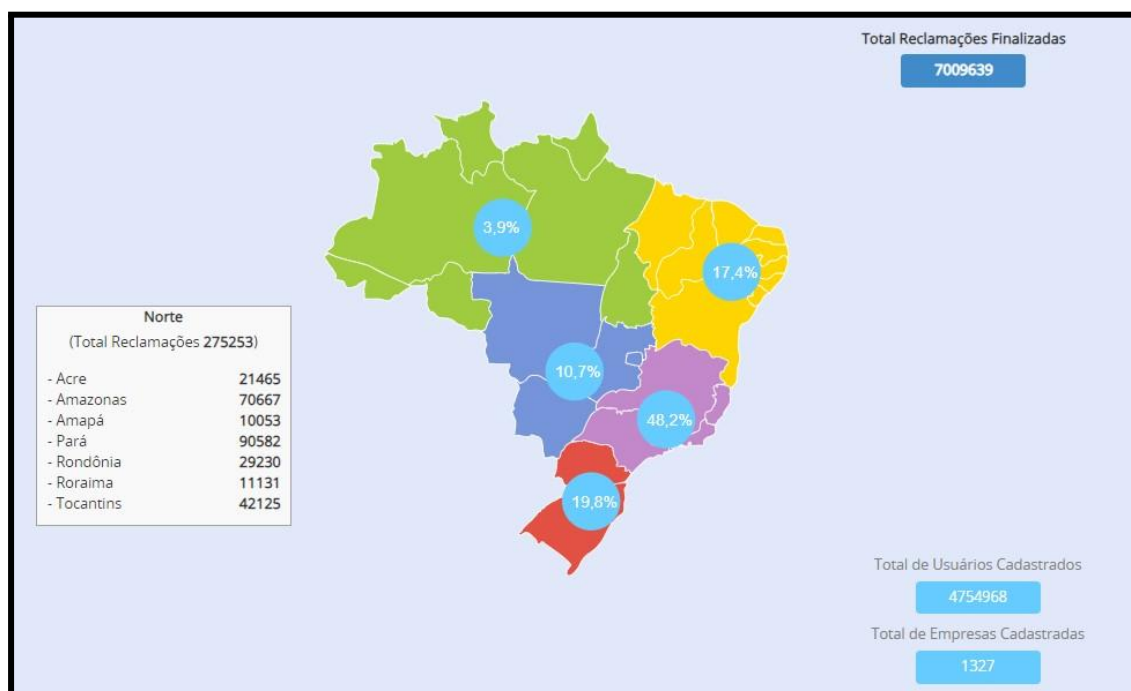 Total Reclamações Finalizadas
7009639
3,9%
17,4%
10,7%
48,2%
19,8%
Norte
(Total Reclamações 275253)
- Acre 21465
- Amazonas 70667
- Amapá 10053
- Pará 90582
- Rondônia 29230
- Roraima 11131
- Tocantins 42125
Total de Usuários Cadastrados
4754968
Total de Empresas Cadastradas
1327